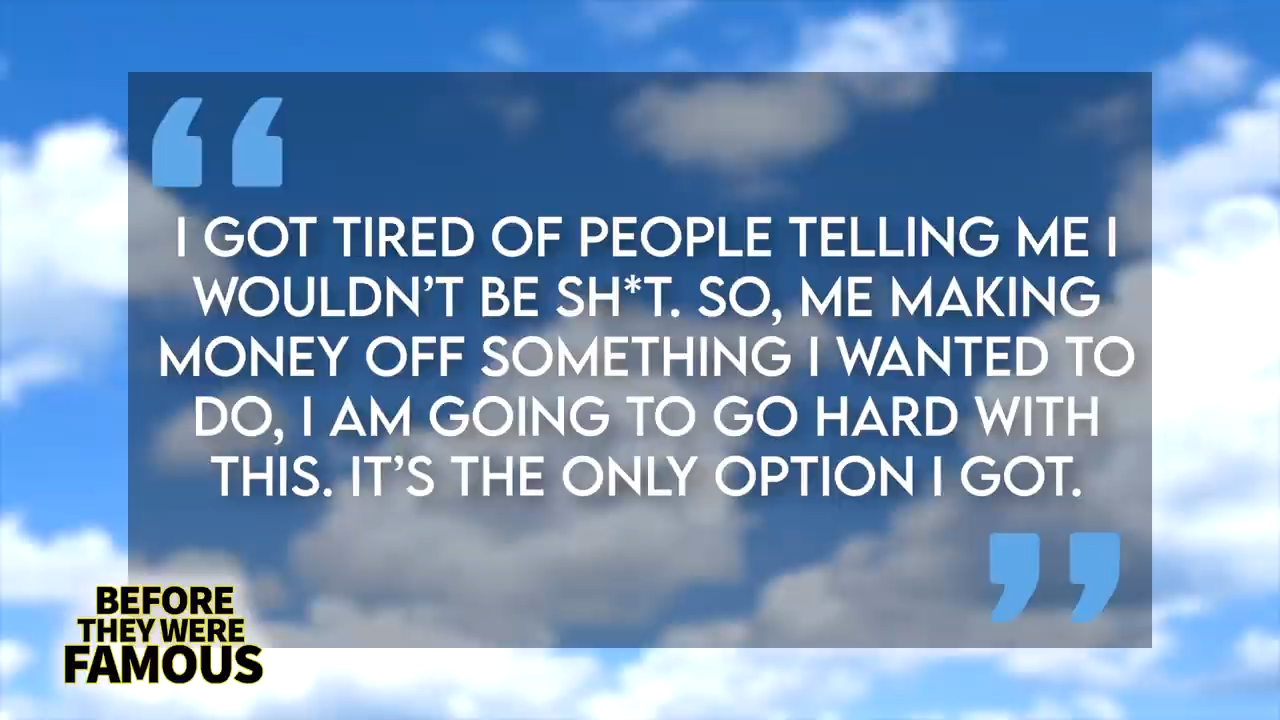 I GOT TIRED OF PEOPLE TELLING ME I
WOULDN’T BE SH*T. SO, ME MAKING
MONEY OFF SOMETHING I WANTED TO
DO, I AM GOING TO GO HARD WITH
THIS. IT’S THE ONLY OPTION I GOT.
BEFORE
THEY WERE
FAMOUS